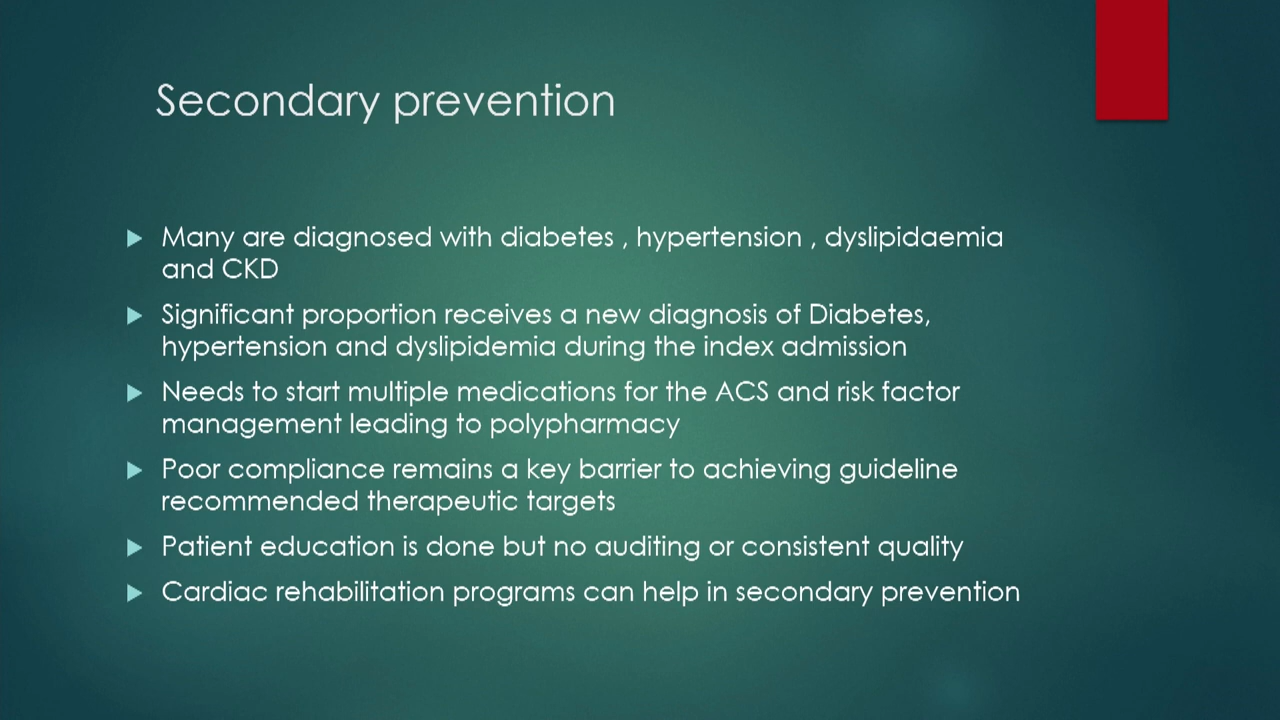 Secondary prevention
Many are diagnosed with diabetes , hypertension , dyslipidaemia
and CKD
Significant proportion receives a new diagnosis of Diabetes,
hypertension and dyslipidemia during the index admission
Needs to start multiple medications for the ACS and risk factor
management leading to polypharmacy
Poor compliance remains a key barrier to achieving guideline
recommended therapeutic targets
Patient education is done but no auditing or consistent quality
Cardiac rehabilitation programs can help in secondary prevention